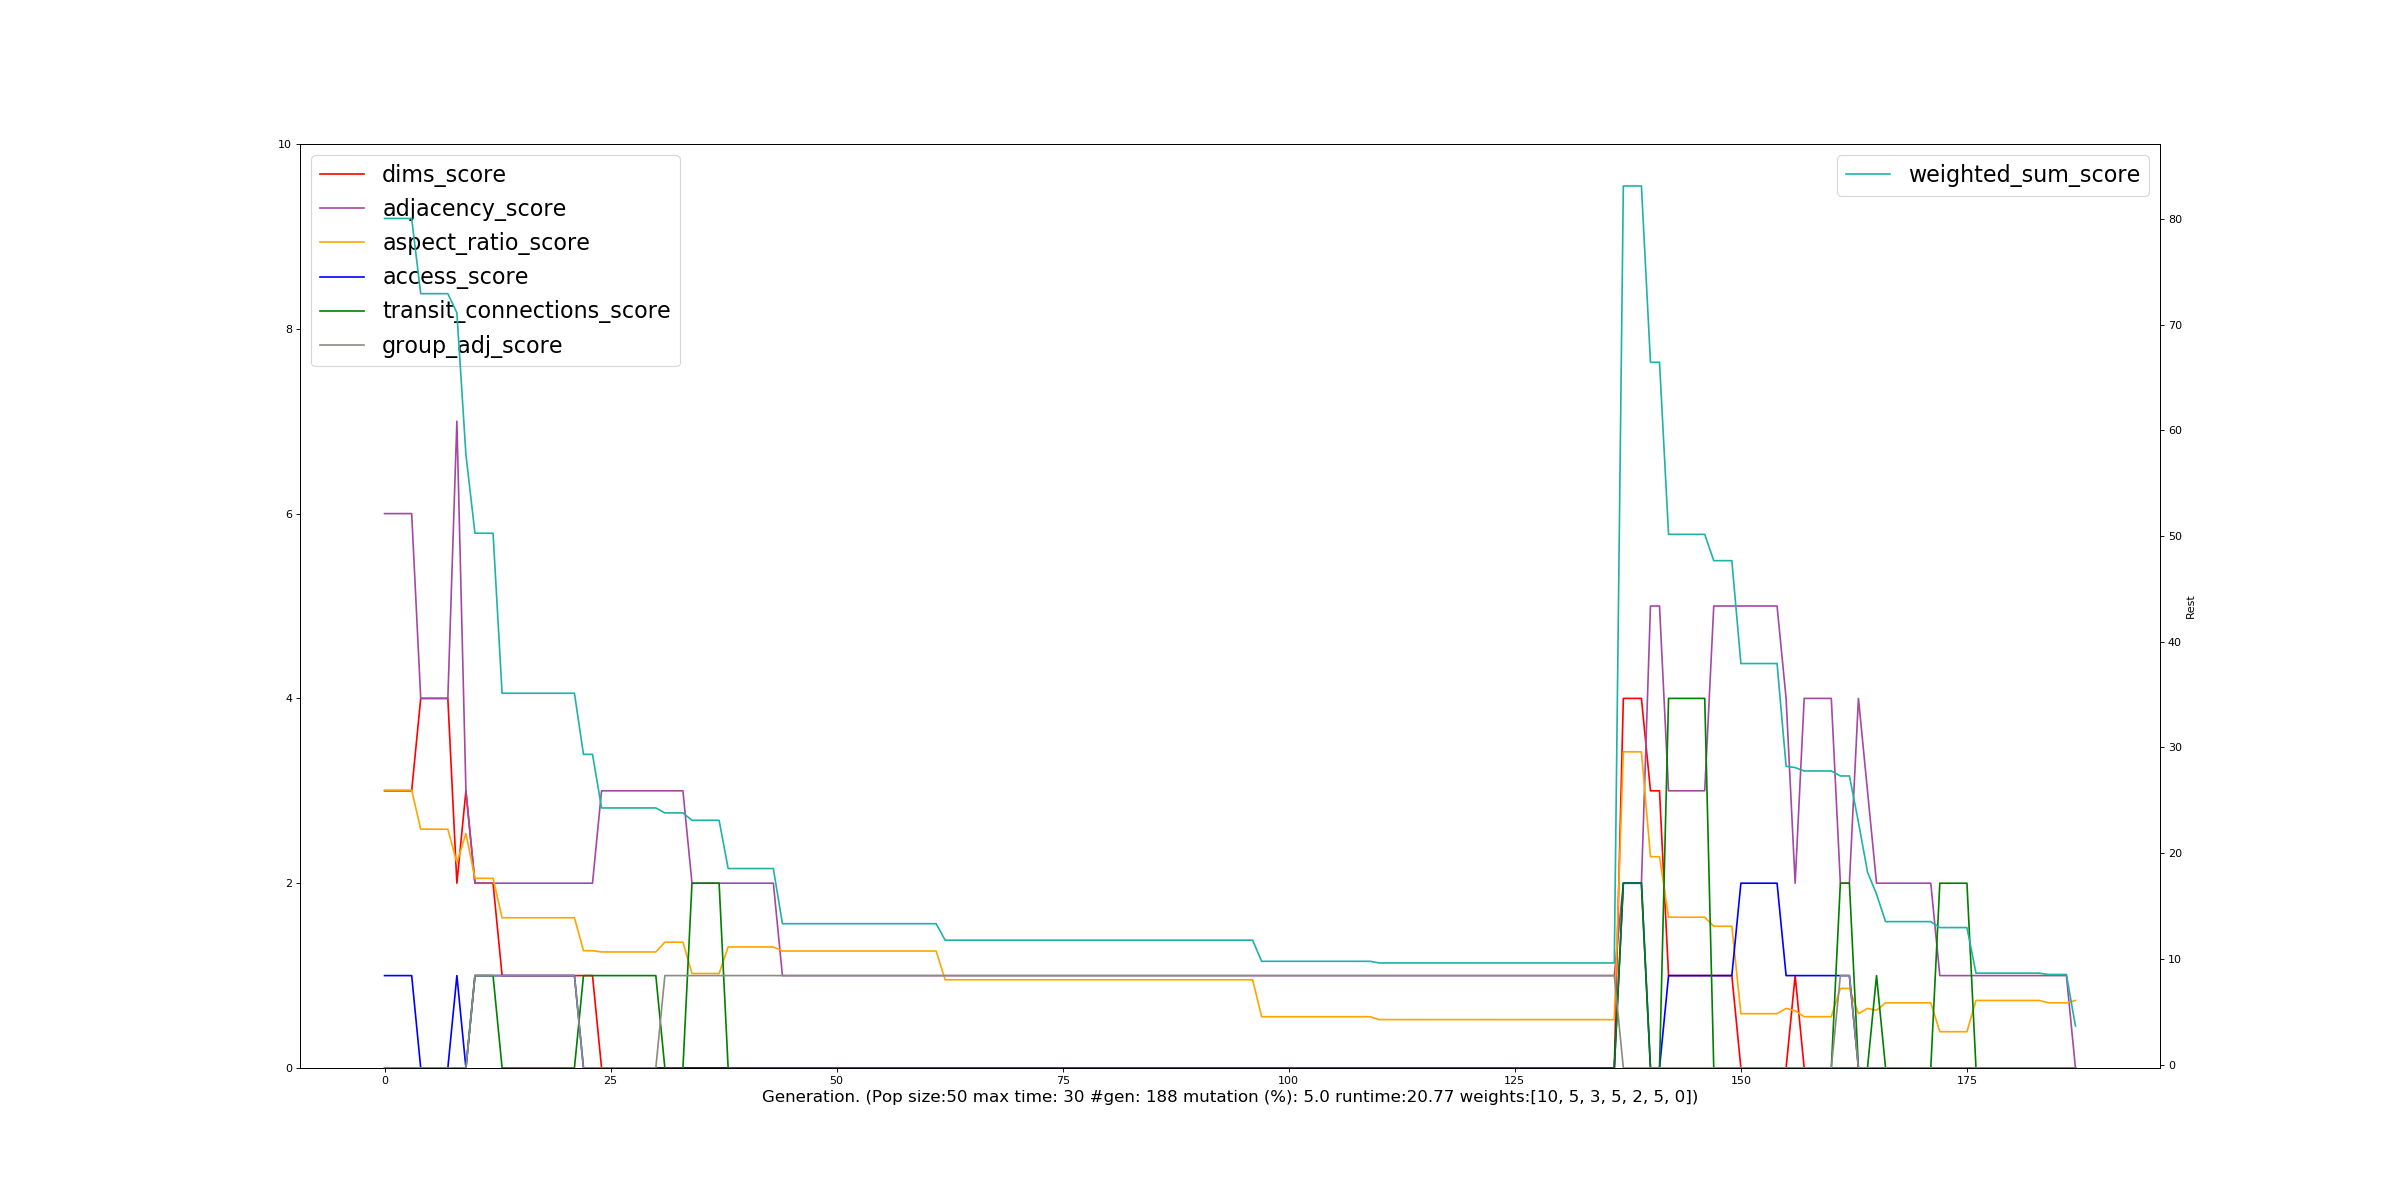 dims_score
adjacency_score
aspect_ratio_score
access_score
transit_connections_score
group_adj_score
weighted_sum_score
10
8
6
4
2
0
80
70
60
50
40
30
20
10
0
Rest
0 25 50 75 100 125 150 175
Generation. (Pop size:50 max time: 30 #gen: 188 mutation (%): 5.0 runtime:20.77 weights:[10, 5, 3, 5, 2, 5, 0])